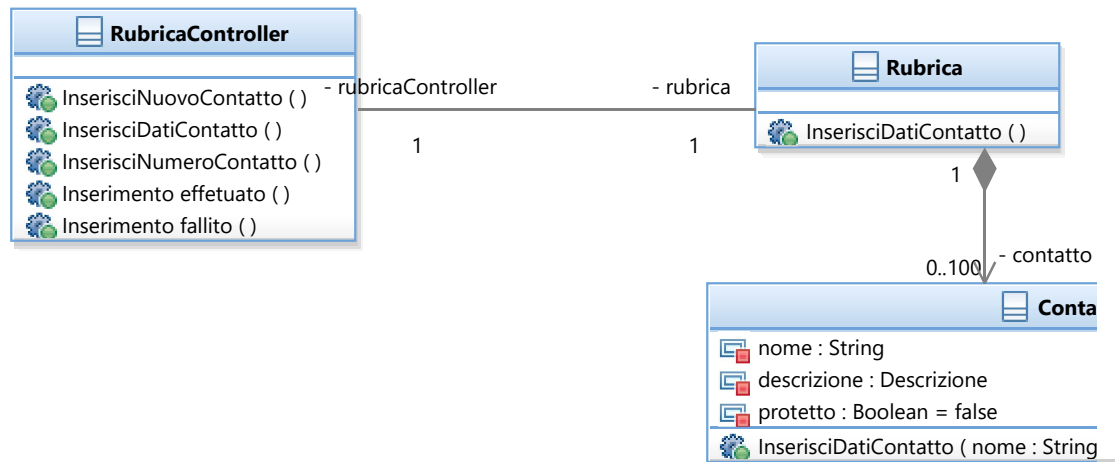 RubricaController
InserisciNuovoContatto ( )
InserisciDatiContatto ( )
InserisciNumeroContatto ( )
Inserimento effetuato ( )
Inserimento fallito ( )
- rubricaController
- rubrica
1
1
Rubrica
InserisciDatiContatto ( )
1
0..100
- contatto
Conta
nome : String
descrizione : Descrizione
protetto : Boolean = false
InserisciDatiContatto ( nome : String